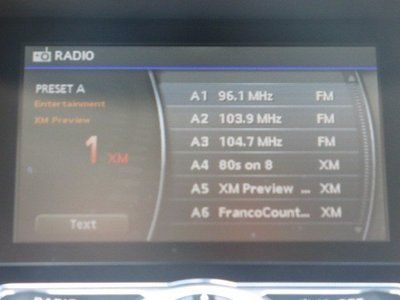 RADIO
PRESET A
Entertainment
XM Preview
1 XM
Text
A1 96.1 MHz FM
A2 103.9 MHz FM
A3 104.7 MHz FM
A4 80s on 8 XM
A5 XM Preview ... XM
A6 FrancoCount... XM